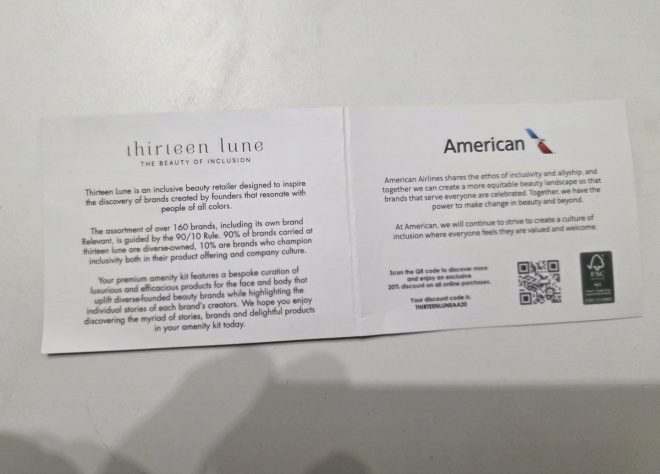 thirteen lune
THE BEAUTY OF INCLUSION
Thirteen Lune is an inclusive beauty retailer designed to inspire
the discovery of brands created by founders that resonate with
people of all colors.
The assortment of over 160 brands, including its own brand
Relevant, is guided by the 90/10 Rule. 90% of brands carried at
thirteen lune are diverse-owned, 10% are brands who champion
inclusivity both in their product offering and company culture.
Your premium amenity kit features a bespoke curation of
luxurious and efficacious products for the face and body that
uplift diverse-founded beauty brands while highlighting the
individual stories of each brand's creators. We hope you enjoy
discovering the myriad of stories, brands and delightful products
in your amenity kit today.
American
American Airlines shares the ethos of inclusivity and allyship, and
together we can create a more equitable beauty landscape so that
brands that serve everyone are celebrated. Together, we have the
power to make change in beauty and beyond.
At American, we will continue to strive to create a culture of
inclusion where everyone feels they are valued and welcome.
Scan the QR code to discover more
and enjoy an exclusive
20% discount on all online purchases.
Your discount code is:
THIRTEENLUNEAA20
FSC